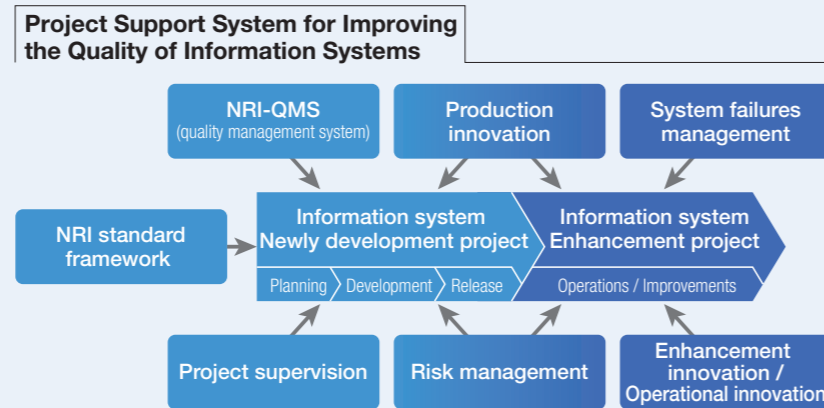 Project Support System for Improving
the Quality of Information Systems
NRI-QMS
(quality management system)
Production
innovation
System failures
management
NRI standard
framework
Information system
Newly development project
Information system
Enhancement project
Planning
Development
Release
Operations / Improvements
Project supervision
Risk management
Enhancement
innovation /
Operational innovation